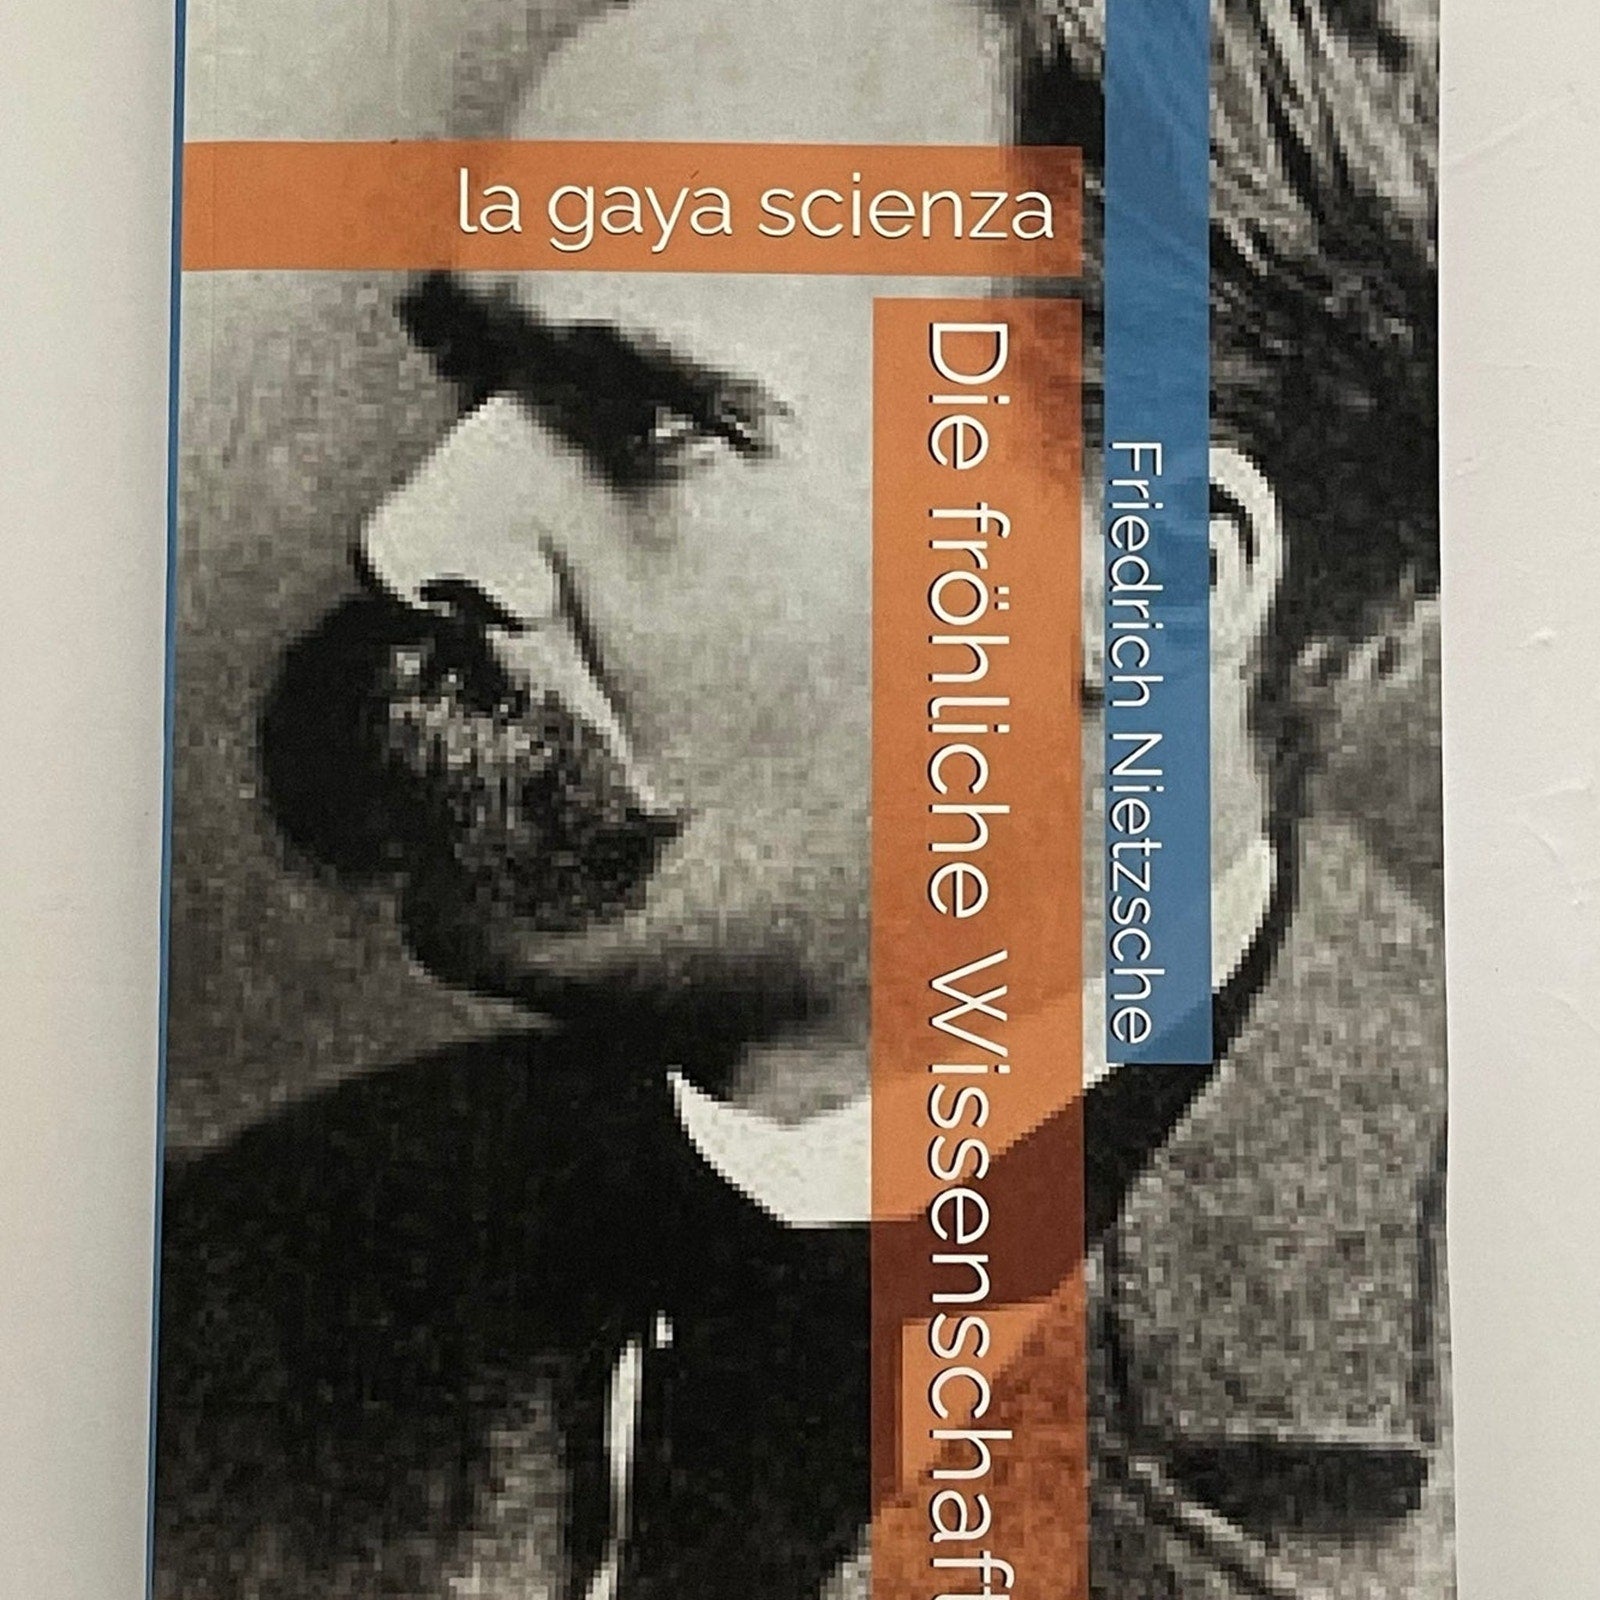 la gaya scienza
Die fröhliche Wissenschaft
Friedrich Nietzsche